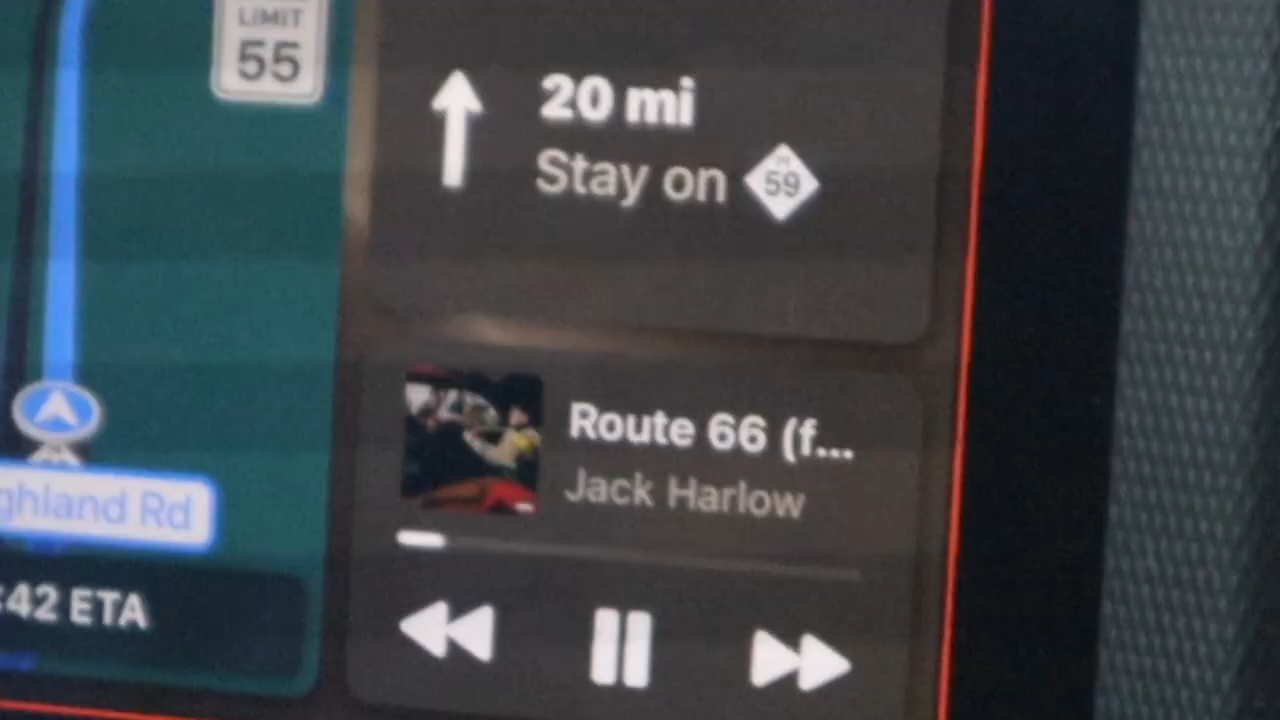 LIMIT
55
20 mi
Stay on
M
59
Route 66 (f...
Jack Harlow
ghland Rd
:42 ETA